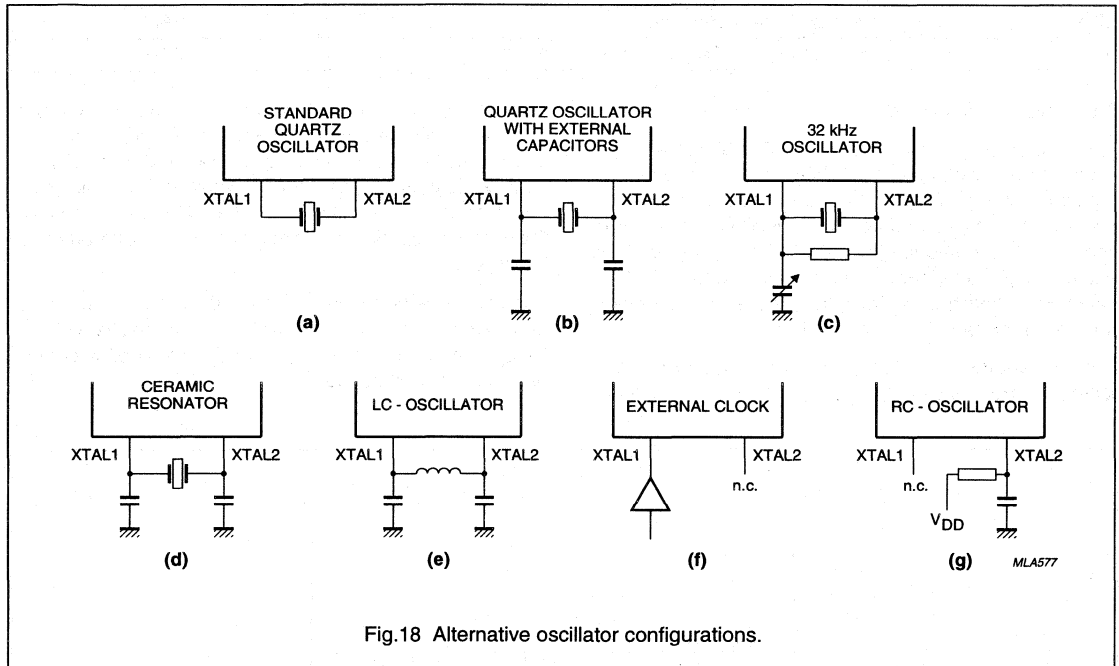 STANDARD
QUARTZ
OSCILLATOR
XTAL1
XTAL2
(a)
QUARTZ OSCILLATOR
WITH EXTERNAL
CAPACITORS
XTAL1
XTAL2
(b)
32 kHz
OSCILLATOR
XTAL1
XTAL2
(c)
CERAMIC
RESONATOR
XTAL1
XTAL2
(d)
LC - OSCILLATOR
XTAL1
XTAL2
(e)
EXTERNAL CLOCK
XTAL1
XTAL2
n.c.
(f)
RC - OSCILLATOR
XTAL1
XTAL2
n.c.
VDD
(g)
MLA577
Fig.18 Alternative oscillator configurations.